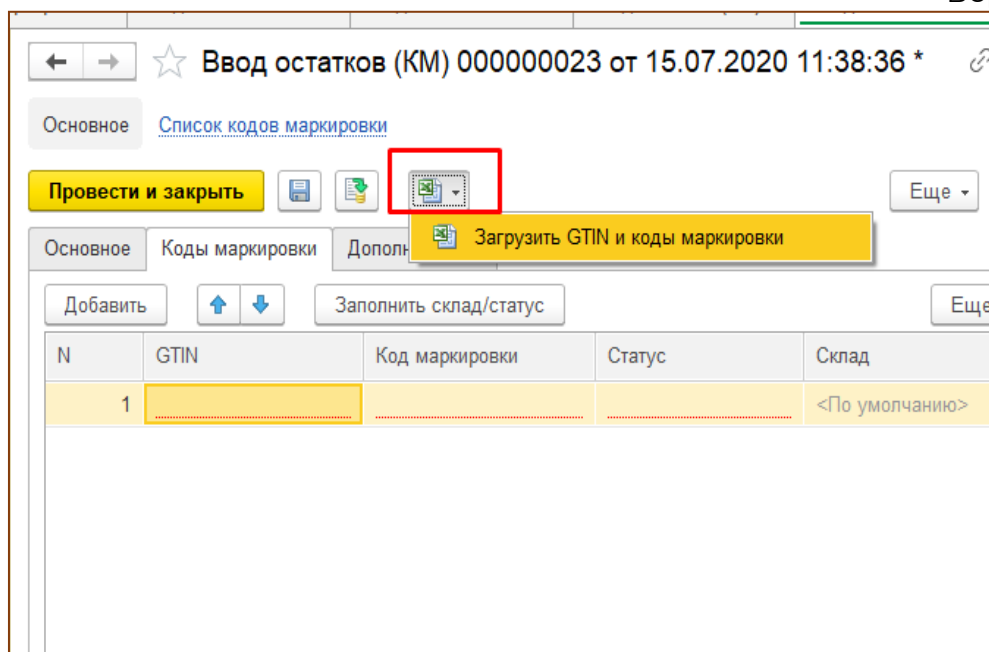 Ввод остатков (КМ) 000000023 от 15.07.2020 11:38:36 *
Основное Список кодов маркировки
Провести и закрыть Еще
Загрузить GTIN и коды маркировки
Основное Коды маркировки
Добавить Заполнить склад/статус Еще
N GTIN Код маркировки Статус Склад
1 <По умолчанию>